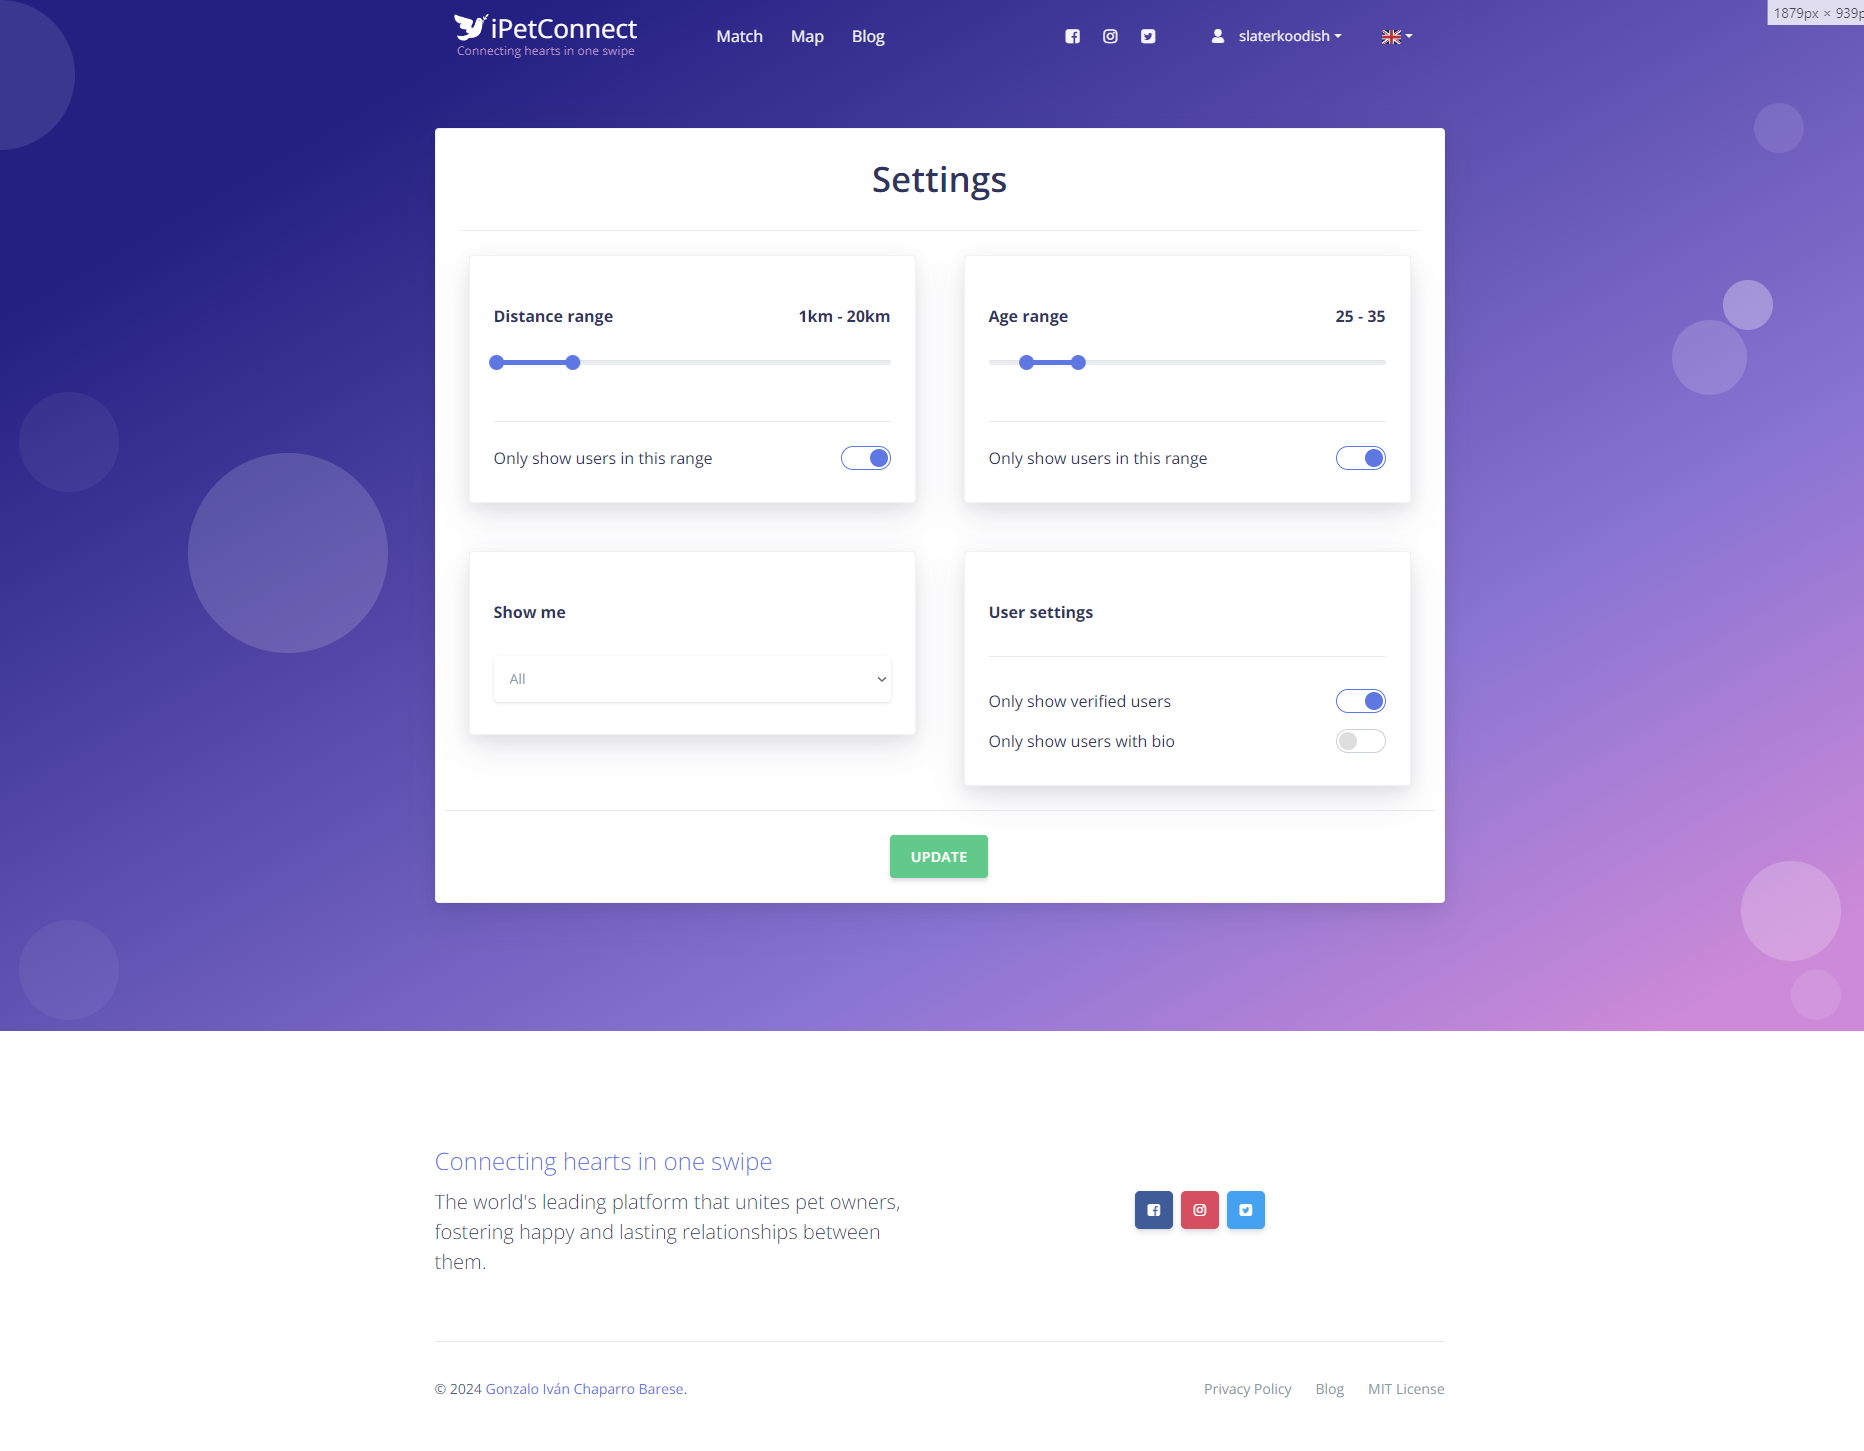 1879px × 939p
iPetConnect
Connecting hearts in one swipe
Match
Map
Blog
slaterkoodish
Settings
Distance range
1km - 20km
Only show users in this range
Age range
25 - 35
Only show users in this range
Show me
All
User settings
Only show verified users
Only show users with bio
UPDATE
Connecting hearts in one swipe
The world's leading platform that unites pet owners,
fostering happy and lasting relationships between
them.
© 2024 Gonzalo Iván Chaparro Barese.
Privacy Policy
Blog
MIT License